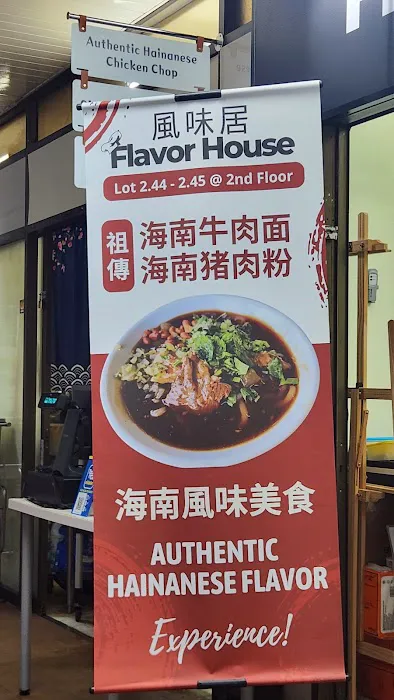 Authentic Hainanese
Chicken Chop
風味居
Flavor House
Lot 2.44 - 2.45 @ 2nd Floor
祖傳
海南牛肉面
海南猪肉粉
海南風味美食
AUTHENTIC
HAINANESE FLAVOR
Experience!